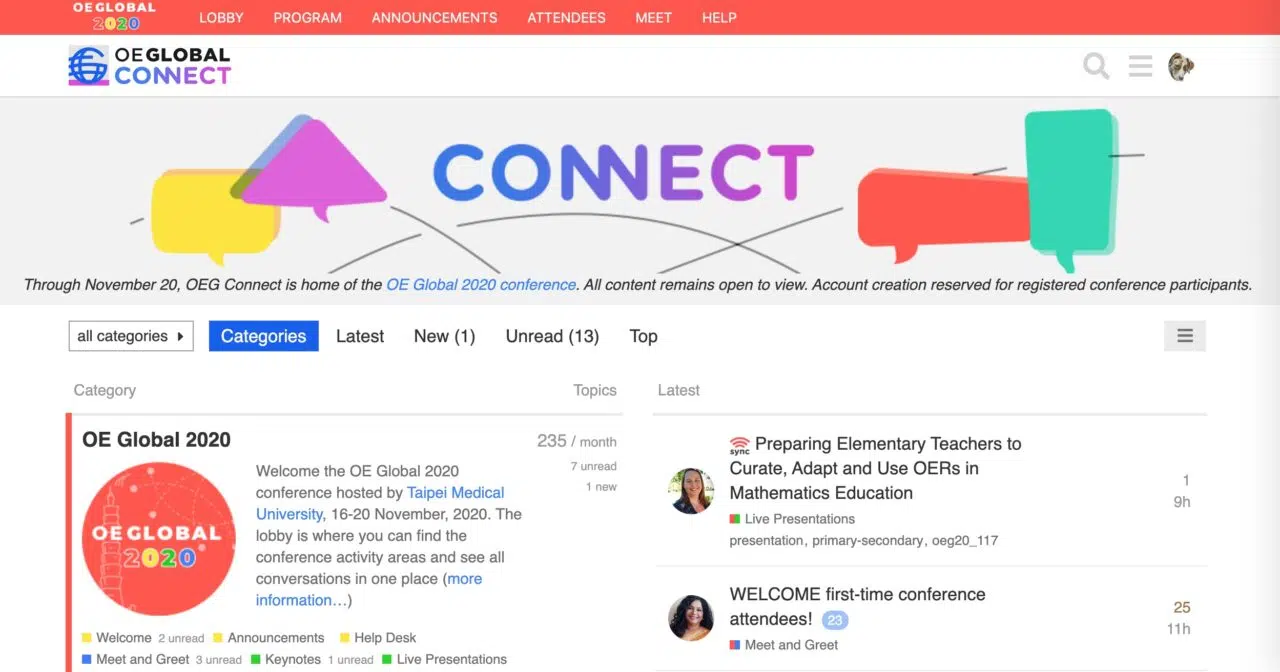 OEGLOBAL
2020
LOBBY PROGRAM ANNOUNCEMENTS ATTENDEES MEET HELP
OEGLOBAL
CONNECT
CONNECT
Through November 20, OEG Connect is home of the OE Global 2020 conference. All content remains open to view. Account creation reserved for registered conference participants.
all categories Categories Latest New (1) Unread (13) Top
Category Topics
OE Global 2020
235 / month
7 unread
1 new
OEGLOBAL
2020
Welcome the OE Global 2020
conference hosted by Taipei Medical
University, 16-20 November, 2020. The
lobby is where you can find the
conference activity areas and see all
conversations in one place (more
information…)
Welcome 2 unread Announcements Help Desk
Meet and Greet 3 unread Keynotes 1 unread Live Presentations
Latest
sync Preparing Elementary Teachers to
Curate, Adapt and Use OERs in
Mathematics Education
Live Presentations
presentation, primary-secondary, oeg20_117
1
9h
WELCOME first-time conference
attendees! 23
Meet and Greet
25
11h